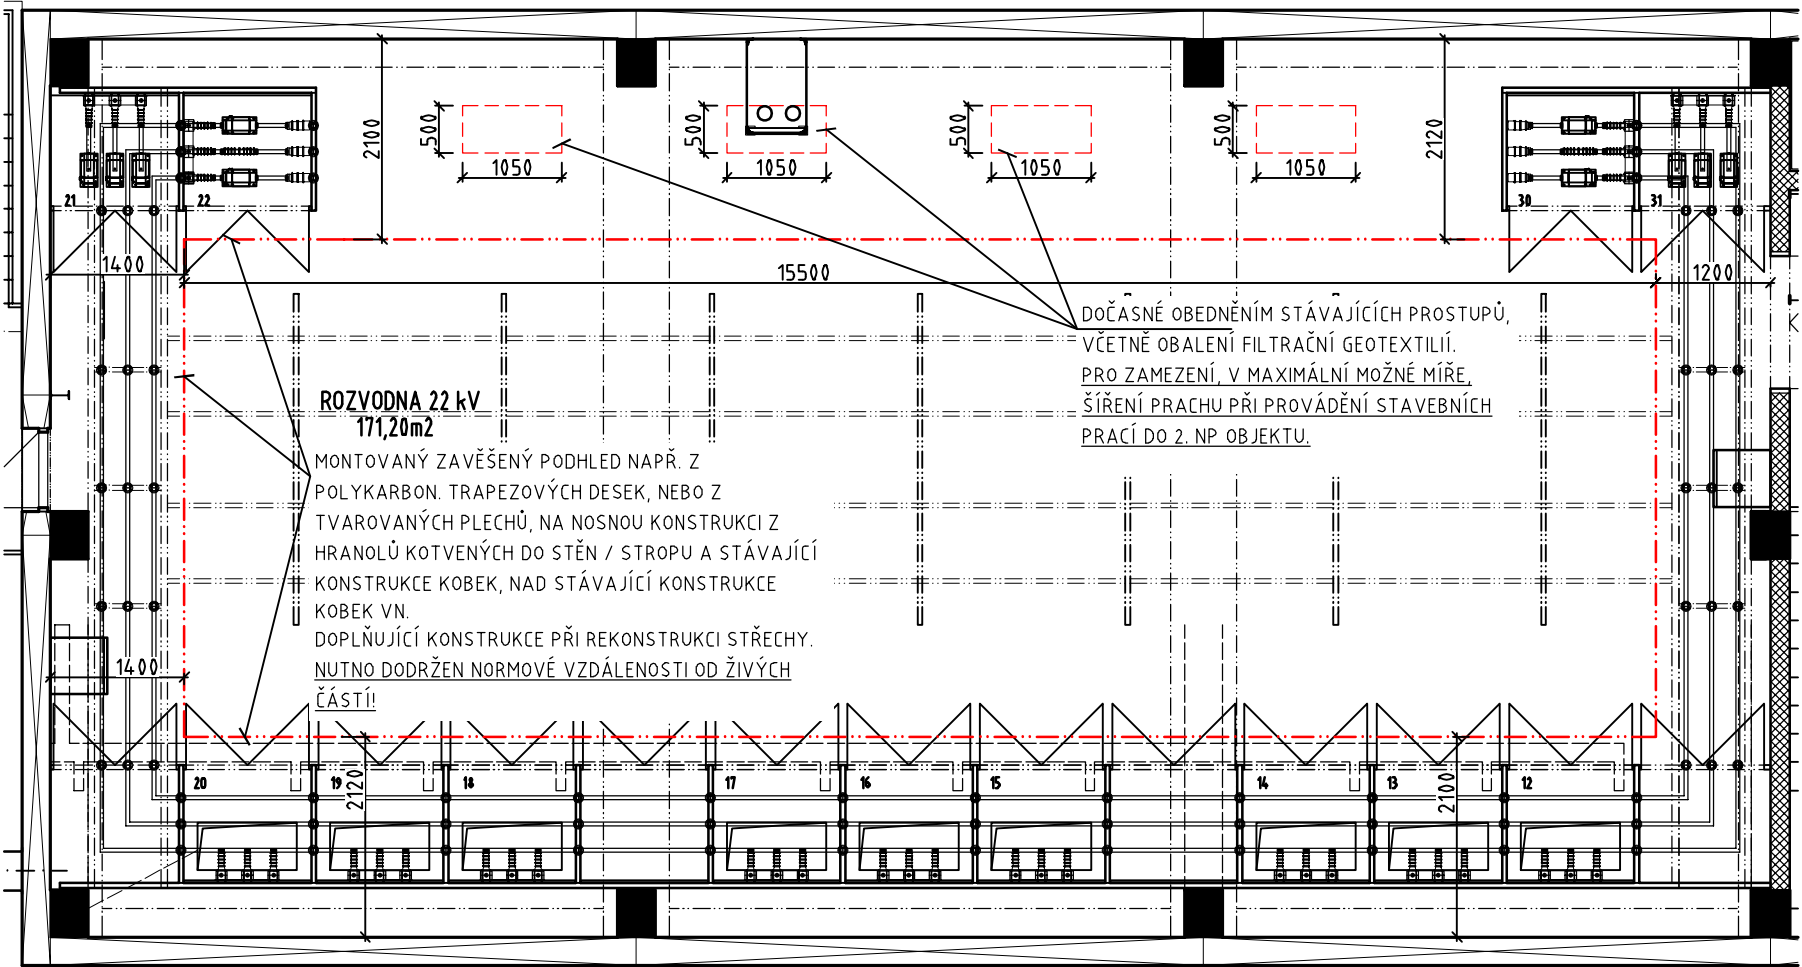 2100
500
1050
500
1050
500
1050
500
1050
2120
21
22
30
31
1400
15500
1200
DOČASNÉ OBEDNĚNÍM STÁVAJÍCÍCH PROSTUPŮ,
VČETNĚ OBALENÍ FILTRAČNÍ GEOTEXTILIÍ.
PRO ZAMEZENÍ, V MAXIMÁLNÍ MOŽNÉ MÍŘE,
ŠÍŘENÍ PRACHU PŘI PROVÁDĚNÍ STAVEBNÍCH
PRACÍ DO 2. NP OBJEKTU.
K
ROZVODNA 22 kV
171,20m2
MONTOVANÝ ZAVĚŠENÝ PODHLED NAPŘ. Z
POLYKARBON. TRAPEZOVÝCH DESEK, NEBO Z
TVAROVANÝCH PLECHŮ, NA NOSNOU KONSTRUKCI Z
HRANOLŮ KOTVENÝCH DO STĚN / STROPU A STÁVAJÍCÍ
KONSTRUKCE KOBEK, NAD STÁVAJÍCÍ KONSTRUKCE
KOBEK VN.
DOPLŇUJÍCÍ KONSTRUKCE PŘI REKONSTRUKCI STŘECHY.
NUTNO DODRŽEN NORMOVÉ VZDÁLENOSTI OD ŽIVÝCH
ČÁSTÍ!
1400
20
19
2120
18
17
16
15
14
2100
13
12